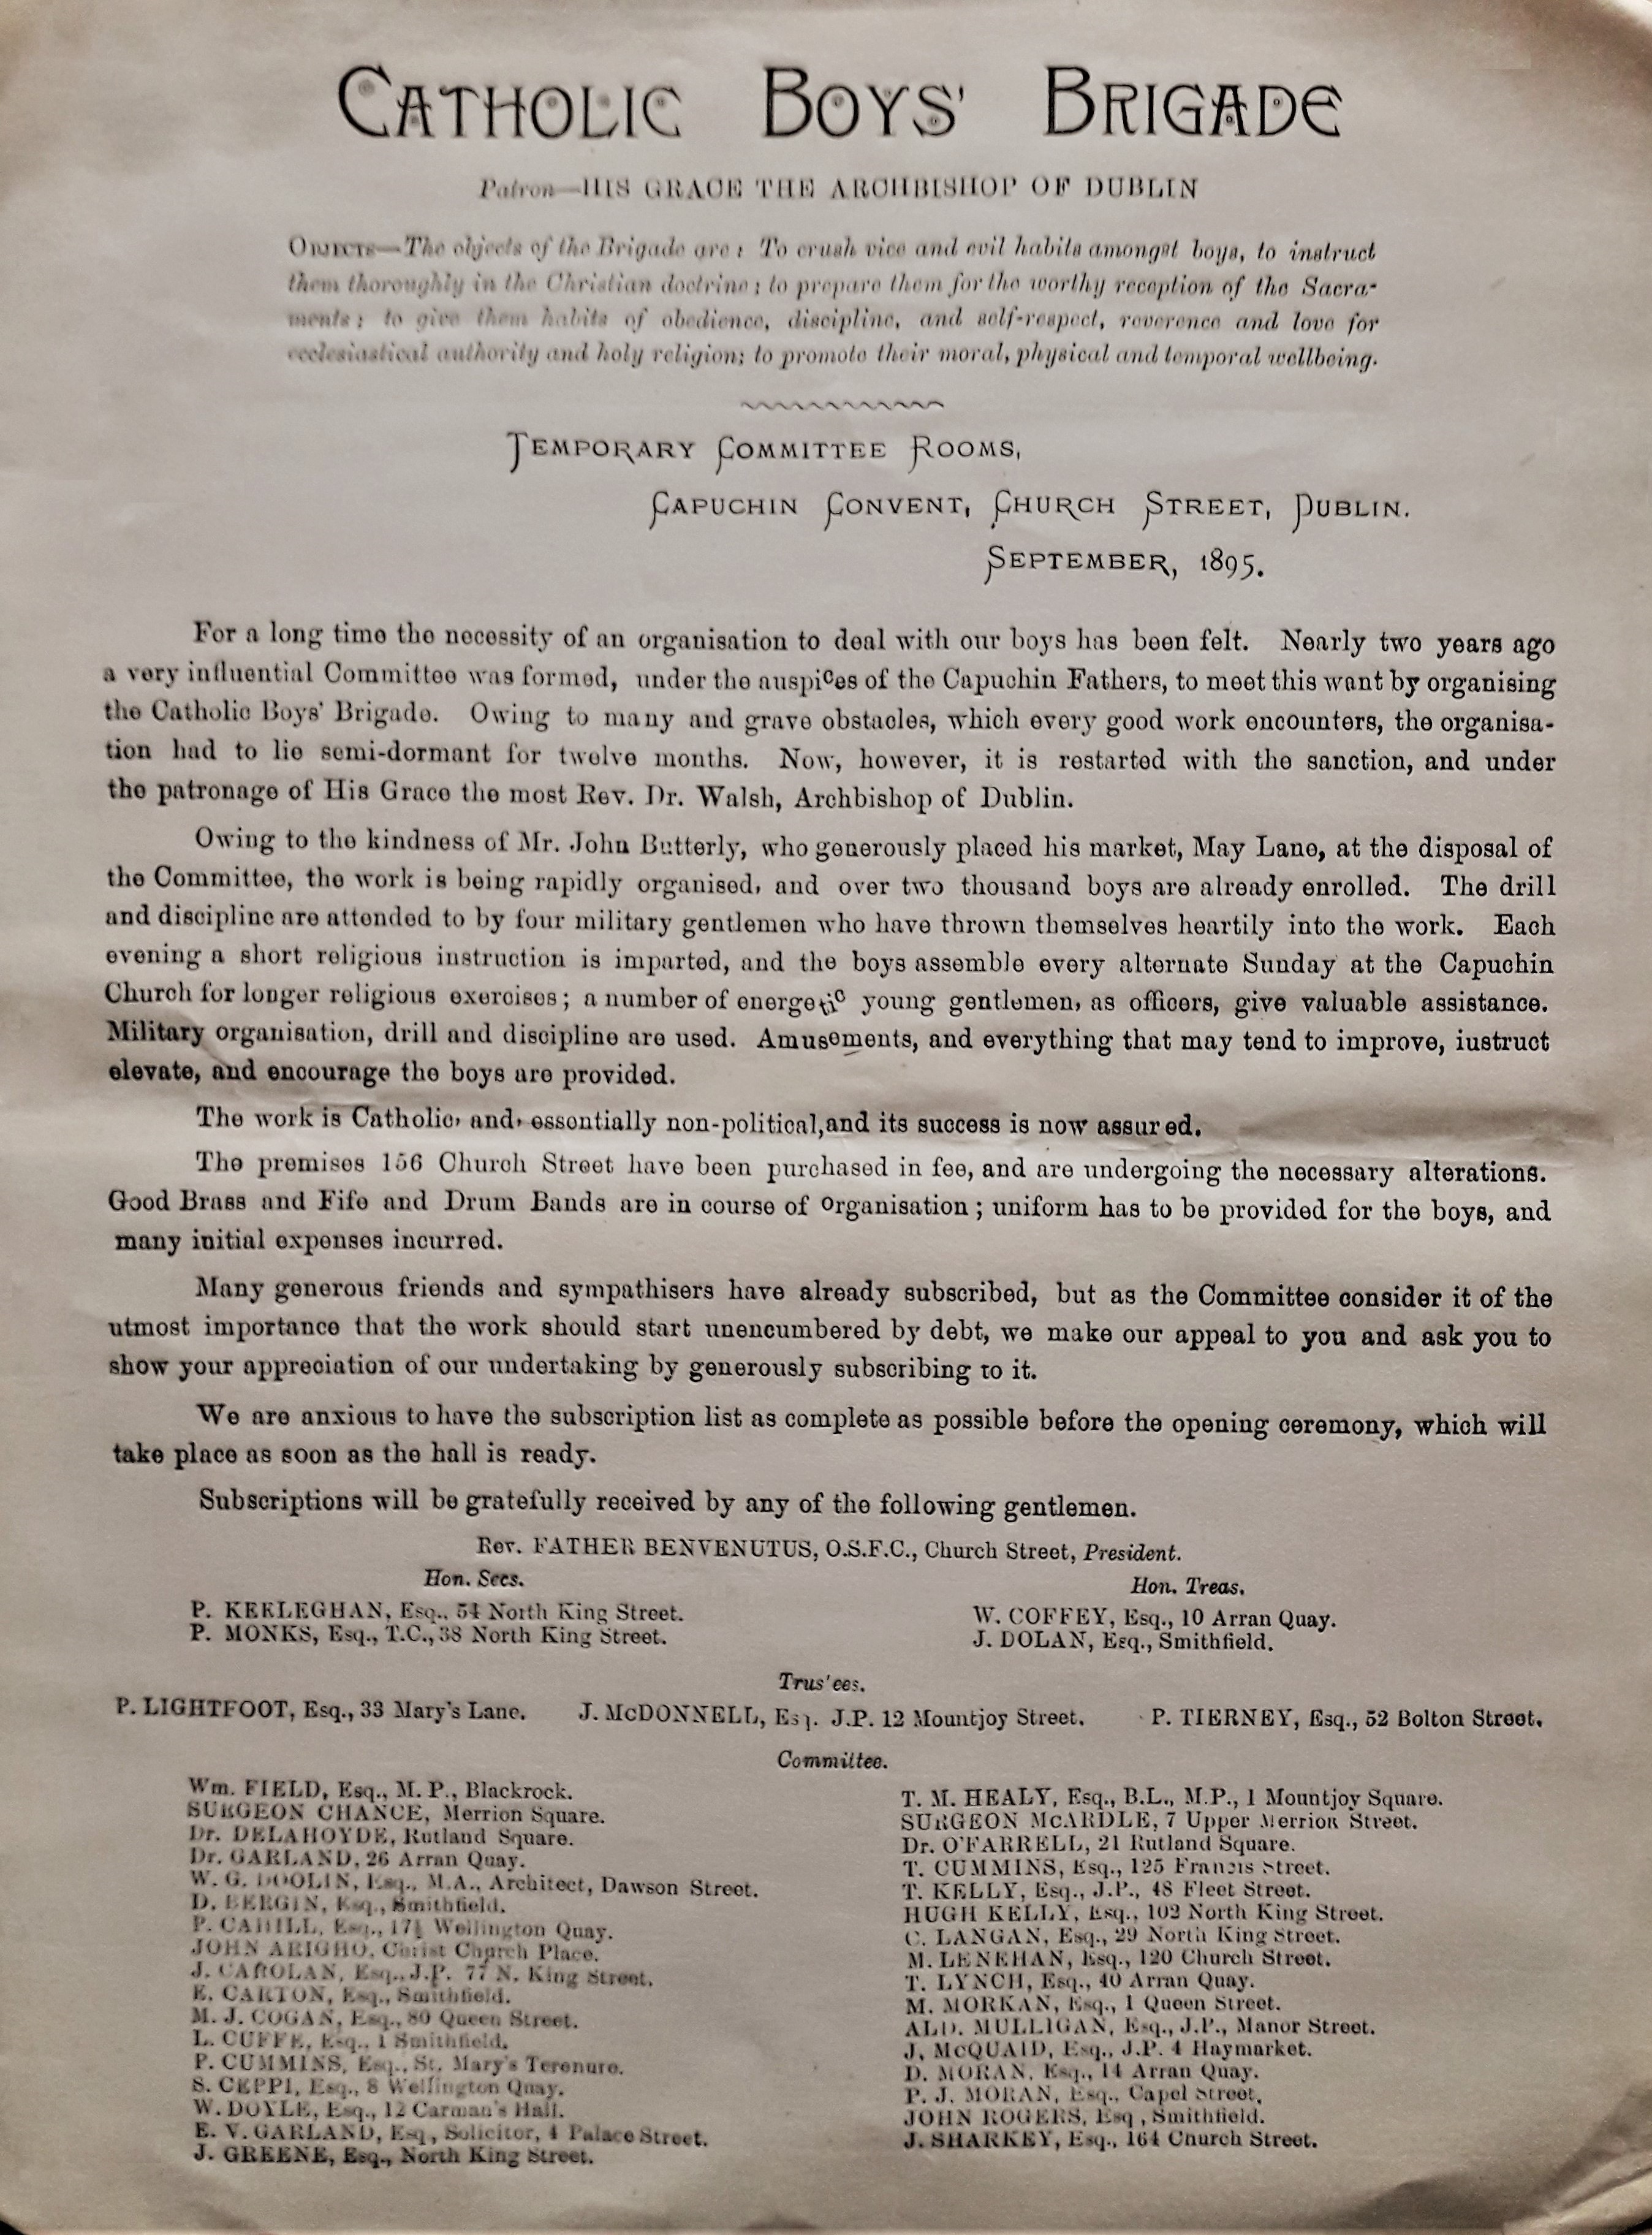 CATHOLIC BOYS' BRIGADE
Patron—HIS GRACE THE ARCHBISHOP OF DUBLIN
OBJECTS—The objects of the Brigade are: To crush vice and evil habits amongst boys, to instruct
them thoroughly in the Christian doctrine; to prepare them for the worthy reception of the Sacra-
ments; to give them habits of obedience, discipline, and self-respect, reverence and love for
ecclesiastical authority and holy religion; to promote their moral, physical and temporal wellbeing.
TEMPORARY COMMITTEE ROOMS,
CAPUCHIN CONVENT, CHURCH STREET, DUBLIN.
SEPTEMBER, 1895.
For a long time the necessity of an organisation to deal with our boys has been felt. Nearly two years ago
a very influential Committee was formed, under the auspices of the Capuchin Fathers, to meet this want by organising
the Catholic Boys' Brigade. Owing to many and grave obstacles, which every good work encounters, the organisa-
tion had to lie semi-dormant for twelve months. Now, however, it is restarted with the sanction, and under
the patronage of His Grace the most Rev. Dr. Walsh, Archbishop of Dublin.
Owing to the kindness of Mr. John Butterly, who generously placed his market, May Lane, at the disposal of
the Committee, the work is being rapidly organised, and over two thousand boys are already enrolled. The drill
and discipline are attended to by four military gentlemen who have thrown themselves heartily into the work. Each
evening a short religious instruction is imparted, and the boys assemble every alternate Sunday at the Capuchin
Church for longer religious exercises; a number of energetic young gentlemen, as officers, give valuable assistance.
Military organisation, drill and discipline are used. Amusements, and everything that may tend to improve, iustruct
elevate, and encourage the boys are provided.
The work is Catholic, and, essentially non-political,and its success is now assured.
The premises 156 Church Street have been purchased in fee, and are undergoing the necessary alterations.
Good Brass and Fife and Drum Bands are in course of organisation; uniform has to be provided for the boys, and
many initial expenses incurred.
Many generous friends and sympathisers have already subscribed, but as the Committee consider it of the
utmost importance that the work should start unencumbered by debt, we make our appeal to you and ask you to
show your appreciation of our undertaking by generously subscribing to it.
We are anxious to have the subscription list as complete as possible before the opening ceremony, which will
take place as soon as the hall is ready.
Subscriptions will be gratefully received by any of the following gentlemen.
Rev. FATHER BENVENUTUS, O.S.F.C., Church Street, President.
Hon. Secs.
P. KEELEGHAN, Esq., 54 North King Street.
P. MONKS, Esq., T.C., 38 North King Street.
Hon. Treas.
W. COFFEY, Esq., 10 Arran Quay.
J. DOLAN, Esq., Smithfield.
Trus'ees.
P. LIGHTFOOT, Esq., 33 Mary's Lane. J. McDONNELL, Esq. J.P. 12 Mountjoy Street. P. TIERNEY, Esq., 52 Bolton Street.
Committee.
Wm. FIELD, Esq., M. P., Blackrock.
SURGEON CHANCE, Merrion Square.
Dr. DELAHOYDE, Rutland Square.
Dr. GARLAND, 26 Arran Quay.
W. G. DOOLIN, Esq., M.A., Architect, Dawson Street.
D. BERGIN, Esq., Smithfield.
P. CAHILL, Esq., 17½ Wellington Quay.
JOHN ARIGHO, Christ Church Place.
J. CAROLAN, Esq., J.P. 77 N. King Street.
E. CARTON, Esq., Smithfield.
M. J. COGAN, Esq., 80 Queen Street.
L. CUFFE, Esq., 1 Smithfield.
P. CUMMINS, Esq., St. Mary's Terenure.
S. CEPPI, Esq., 8 Wellington Quay.
W. DOYLE, Esq., 12 Carman's Hall.
E. V. GARLAND, Esq, Solicitor, 4 Palace Street.
J. GREENE, Esq., North King Street.
T. M. HEALY, Esq., B.L., M.P., 1 Mountjoy Square.
SURGEON McARDLE, 7 Upper Merrion Street.
Dr. O'FARRELL, 21 Rutland Square.
T. CUMMINS, Esq., 125 Francis Street.
T. KELLY, Esq., J.P., 48 Fleet Street.
HUGH KELLY, Esq., 102 North King Street.
C. LANGAN, Esq., 29 North King Street.
M. LENEHAN, Esq., 120 Church Street.
T. LYNCH, Esq., 40 Arran Quay.
M. MORKAN, Esq., 1 Queen Street.
ALD. MULLIGAN, Esq., J.P., Manor Street.
J. McQUAID, Esq., J.P. 4 Haymarket.
D. MORAN, Esq., 14 Arran Quay.
P. J. MORAN, Esq., Capel Street.
JOHN ROGERS, Esq, Smithfield.
J. SHARKEY, Esq., 164 Church Street.